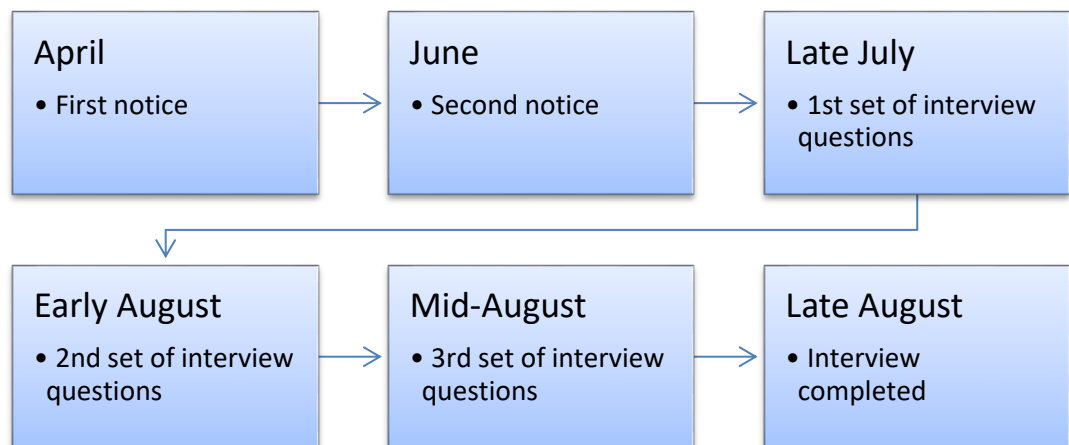 April
• First notice
June
• Second notice
Late July
• 1st set of interview
questions
Early August
• 2nd set of interview
questions
Mid-August
• 3rd set of interview
questions
Late August
• Interview
completed